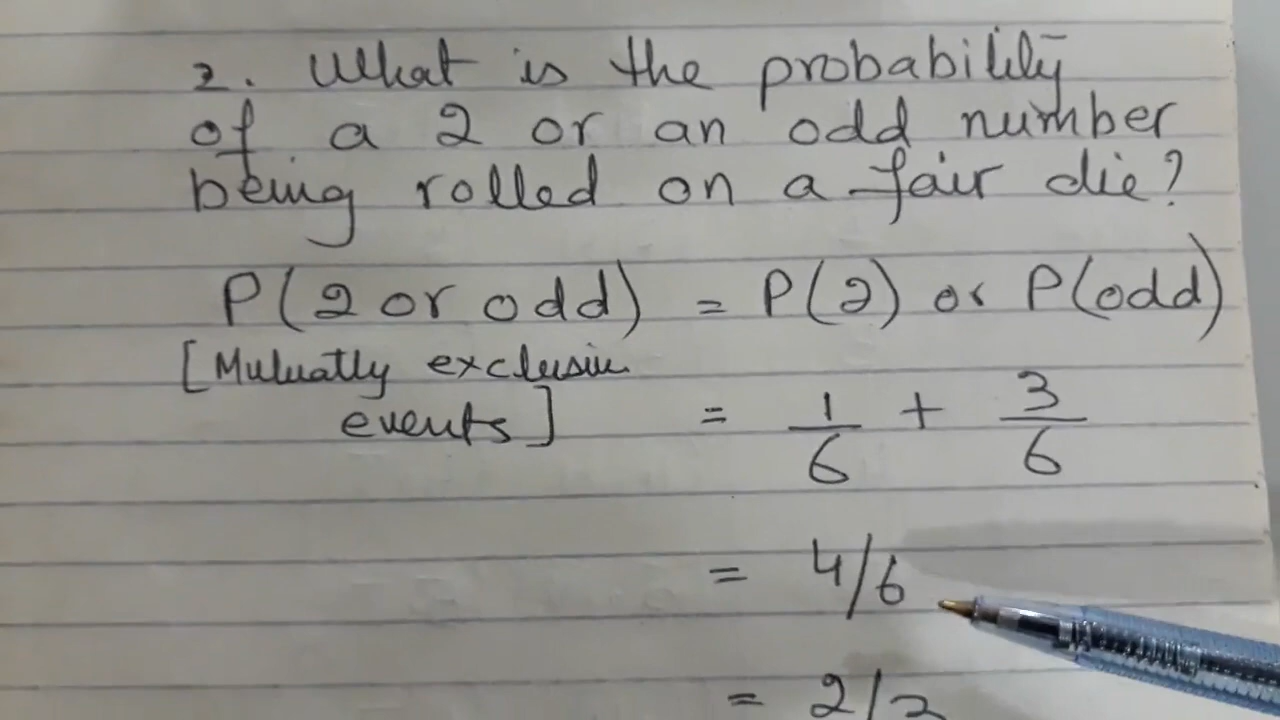 2. What is the probability
of a 2 or an odd number
being rolled on a fair die?
P(2 or odd) = P(2) or P(odd)
[Mutually exclusive
events] = 1/6 + 3/6
= 4/6
= 2/3